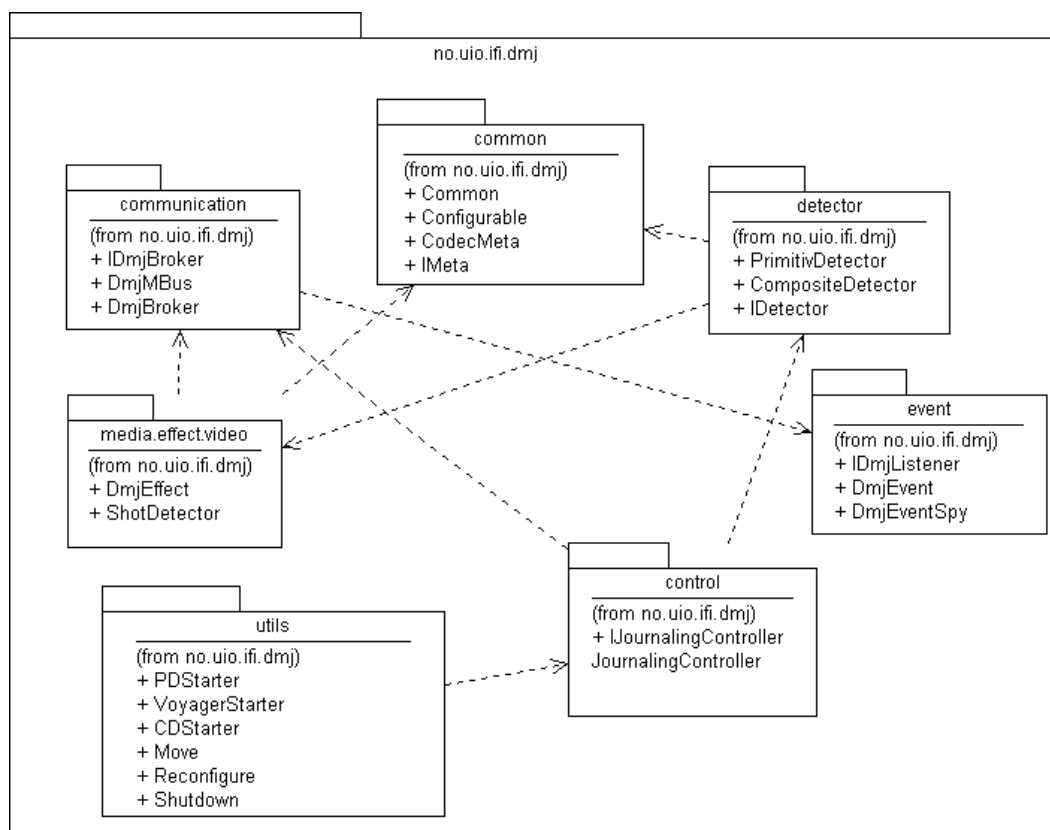 no.uio.ifi.dmj
common
(from no.uio.ifi.dmj)
+ Common
+ Configurable
+ CodecMeta
+ IMeta
communication
(from no.uio.ifi.dmj)
+ IDmjBroker
+ DmjMBus
+ DmjBroker
detector
(from no.uio.ifi.dmj)
+ PrimitivDetector
+ CompositeDetector
+ IDetector
media.effect.video
(from no.uio.ifi.dmj)
+ DmjEffect
+ ShotDetector
event
(from no.uio.ifi.dmj)
+ IDmjListener
+ DmjEvent
+ DmjEventSpy
control
(from no.uio.ifi.dmj)
+ IJournalingController
JournalingController
utils
(from no.uio.ifi.dmj)
+ PDStarter
+ VoyagerStarter
+ CDStarter
+ Move
+ Reconfigure
+ Shutdown